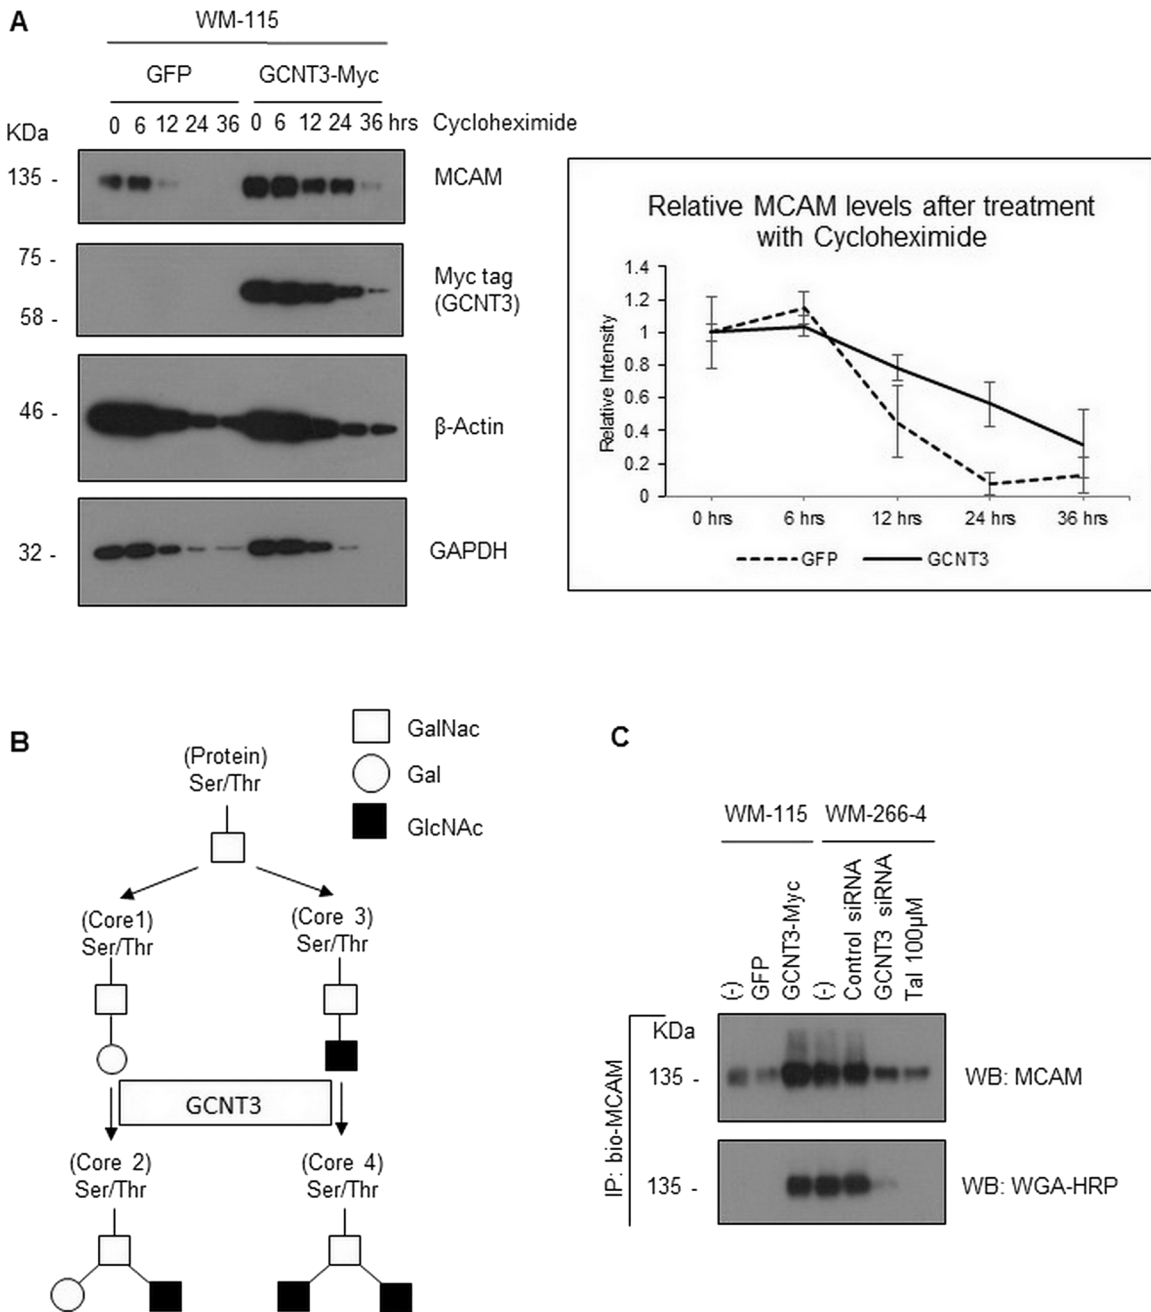 A
WM-115
GFP GCNT3-Myc
KDa 0 6 12 24 36 0 6 12 24 36 hrs Cycloheximide
135 - MCAM
75 -
Myc tag
(GCNT3)
58 -
46 - β-Actin
32 - GAPDH
Relative MCAM levels after treatment
with Cycloheximide
Relative Intensity
1.4
1.2
1
0.8
0.6
0.4
0.2
0
0 hrs 6 hrs 12 hrs 24 hrs 36 hrs
GFP GCNT3
B
(Protein)
Ser/Thr
GalNac
Gal
GlcNAc
(Core1)
Ser/Thr
(Core 3)
Ser/Thr
GCNT3
(Core 2)
Ser/Thr
(Core 4)
Ser/Thr
C
WM-115 WM-266-4
(-)
GFP
GCNT3-Myc
(-)
Control siRNA
GCNT3 siRNA
Tal 100μM
IP: bio-MCAM
KDa
135 - WB: MCAM
135 - WB: WGA-HRP